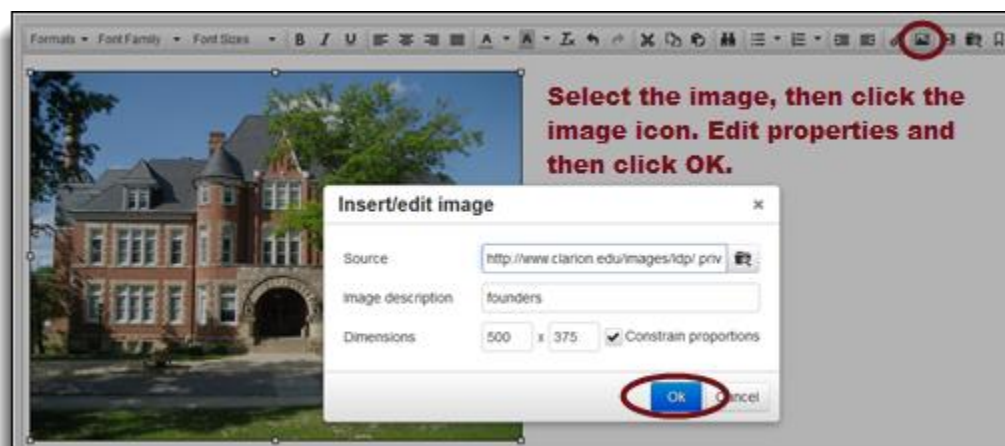 Formats Font Family Font Sizes B I U A A
Select the image, then click the
image icon. Edit properties and
then click OK.
Insert/edit image ×
Source http://www.clarion.edu/images/ldp/ priv
Image description founders
Dimensions 500 x 375 Constrain proportions
Ok Cancel